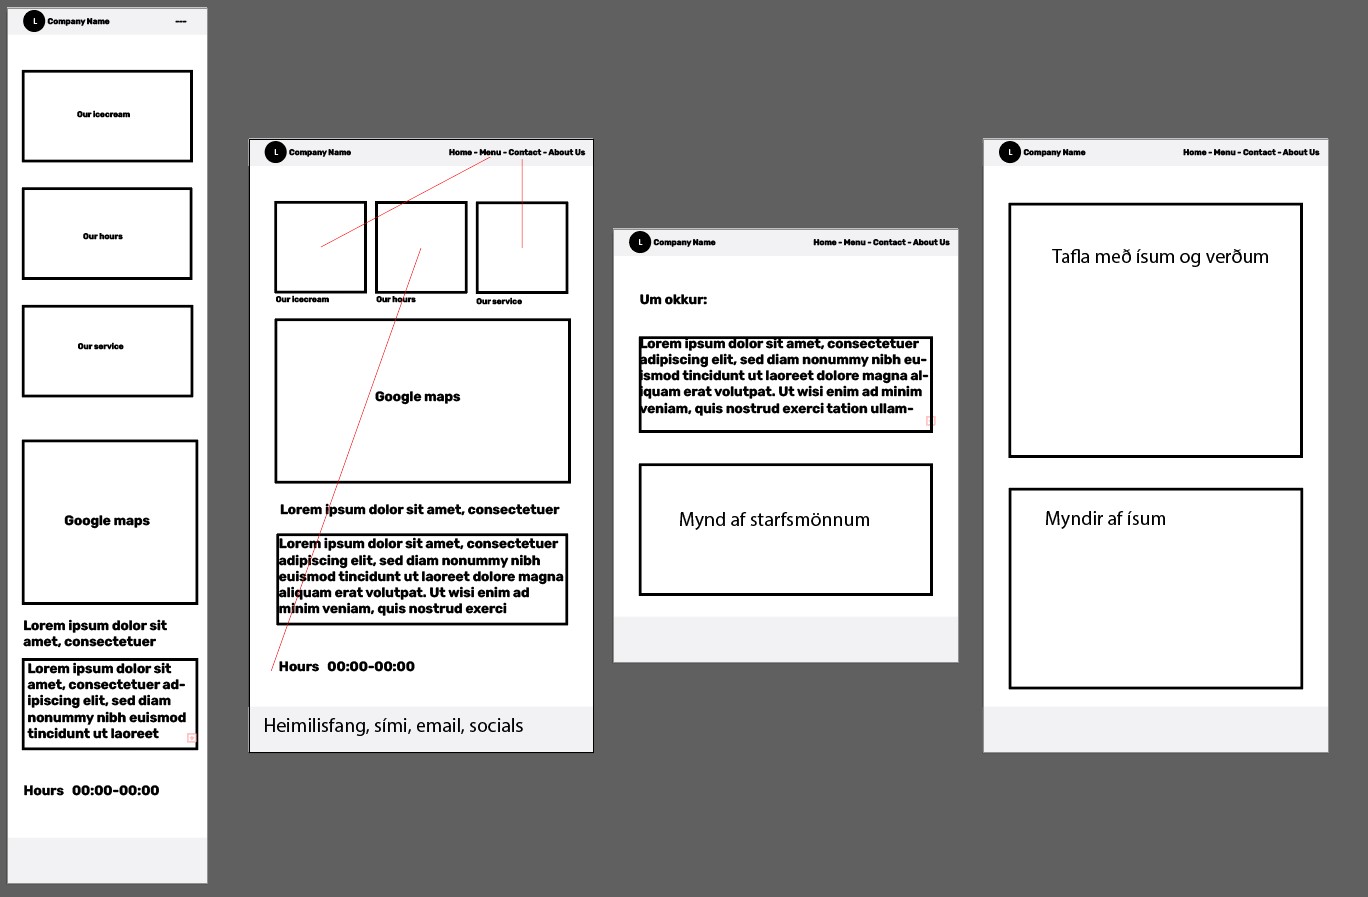 L Company Name ---
Our icecream
Our hours
Our service
Google maps
Lorem ipsum dolor sit
amet, consectetuer
Lorem ipsum dolor sit
amet, consectetuer ad-
ipiscing elit, sed diam
nonummy nibh euismod
tincidunt ut laoreet
Hours 00:00-00:00
L Company Name Home - Menu - Contact - About Us
Our icecream Our hours Our service
Google maps
Lorem ipsum dolor sit amet, consectetuer
Lorem ipsum dolor sit amet, consectetuer
adipiscing elit, sed diam nonummy nibh
euismod tincidunt ut laoreet dolore magna
aliquam erat volutpat. Ut wisi enim ad
minim veniam, quis nostrud exerci
Hours 00:00-00:00
Heimilisfang, sími, email, socials
L Company Name Home - Menu - Contact - About Us
Um okkur:
Lorem ipsum dolor sit amet, consectetuer
adipiscing elit, sed diam nonummy nibh eu-
ismod tincidunt ut laoreet dolore magna al-
iquam erat volutpat. Ut wisi enim ad minim
veniam, quis nostrud exerci tation ullam-
Mynd af starfsmönnum
L Company Name Home - Menu - Contact - About Us
Tafla með ísum og verðum
Myndir af ísum